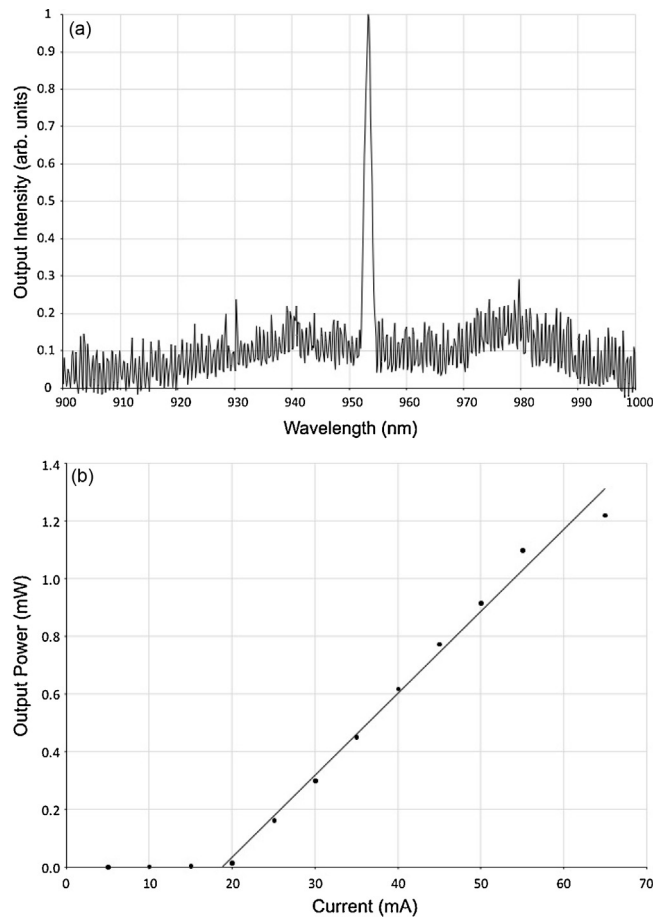 (a)
Output Intensity (arb. units)
1
0.9
0.8
0.7
0.6
0.5
0.4
0.3
0.2
0.1
0
900 910 920 930 940 950 960 970 980 990 1000
Wavelength (nm)
(b)
Output Power (mW)
1.4
1.2
1.0
0.8
0.6
0.4
0.2
0.0
0 10 20 30 40 50 60 70
Current (mA)